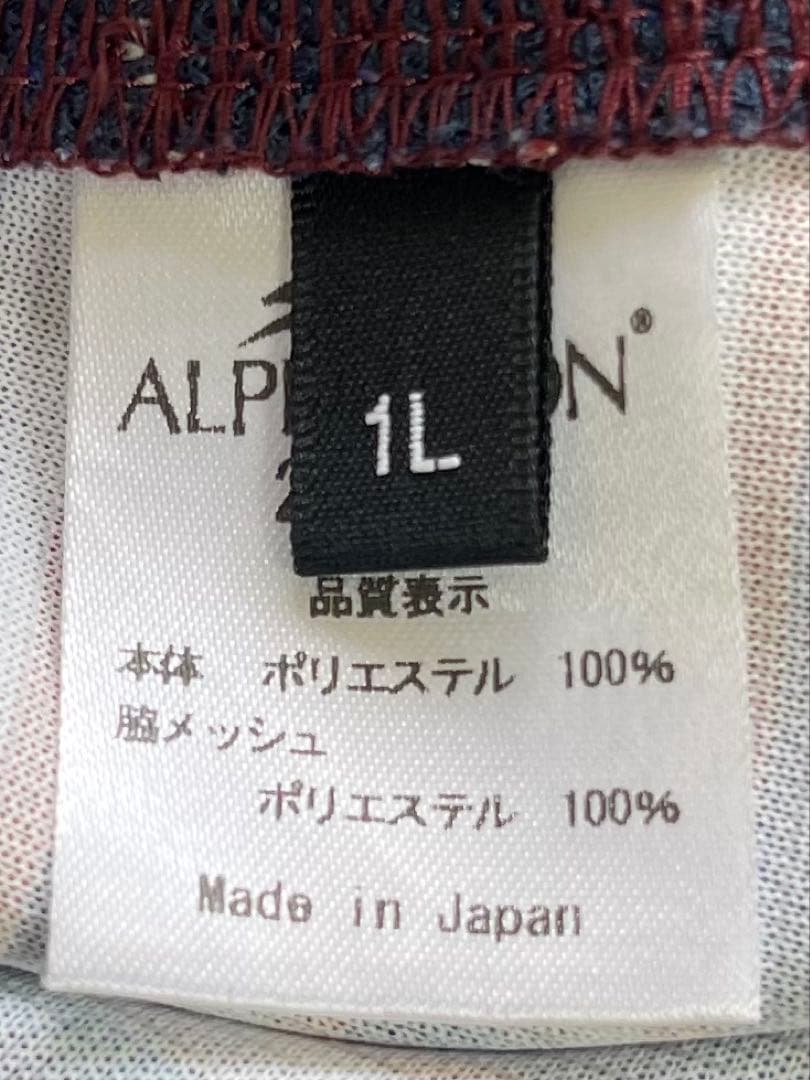 1L
品質表示
本体 ポリエステル 100%
脇メッシュ
ポリエステル 100%
Made in Japan